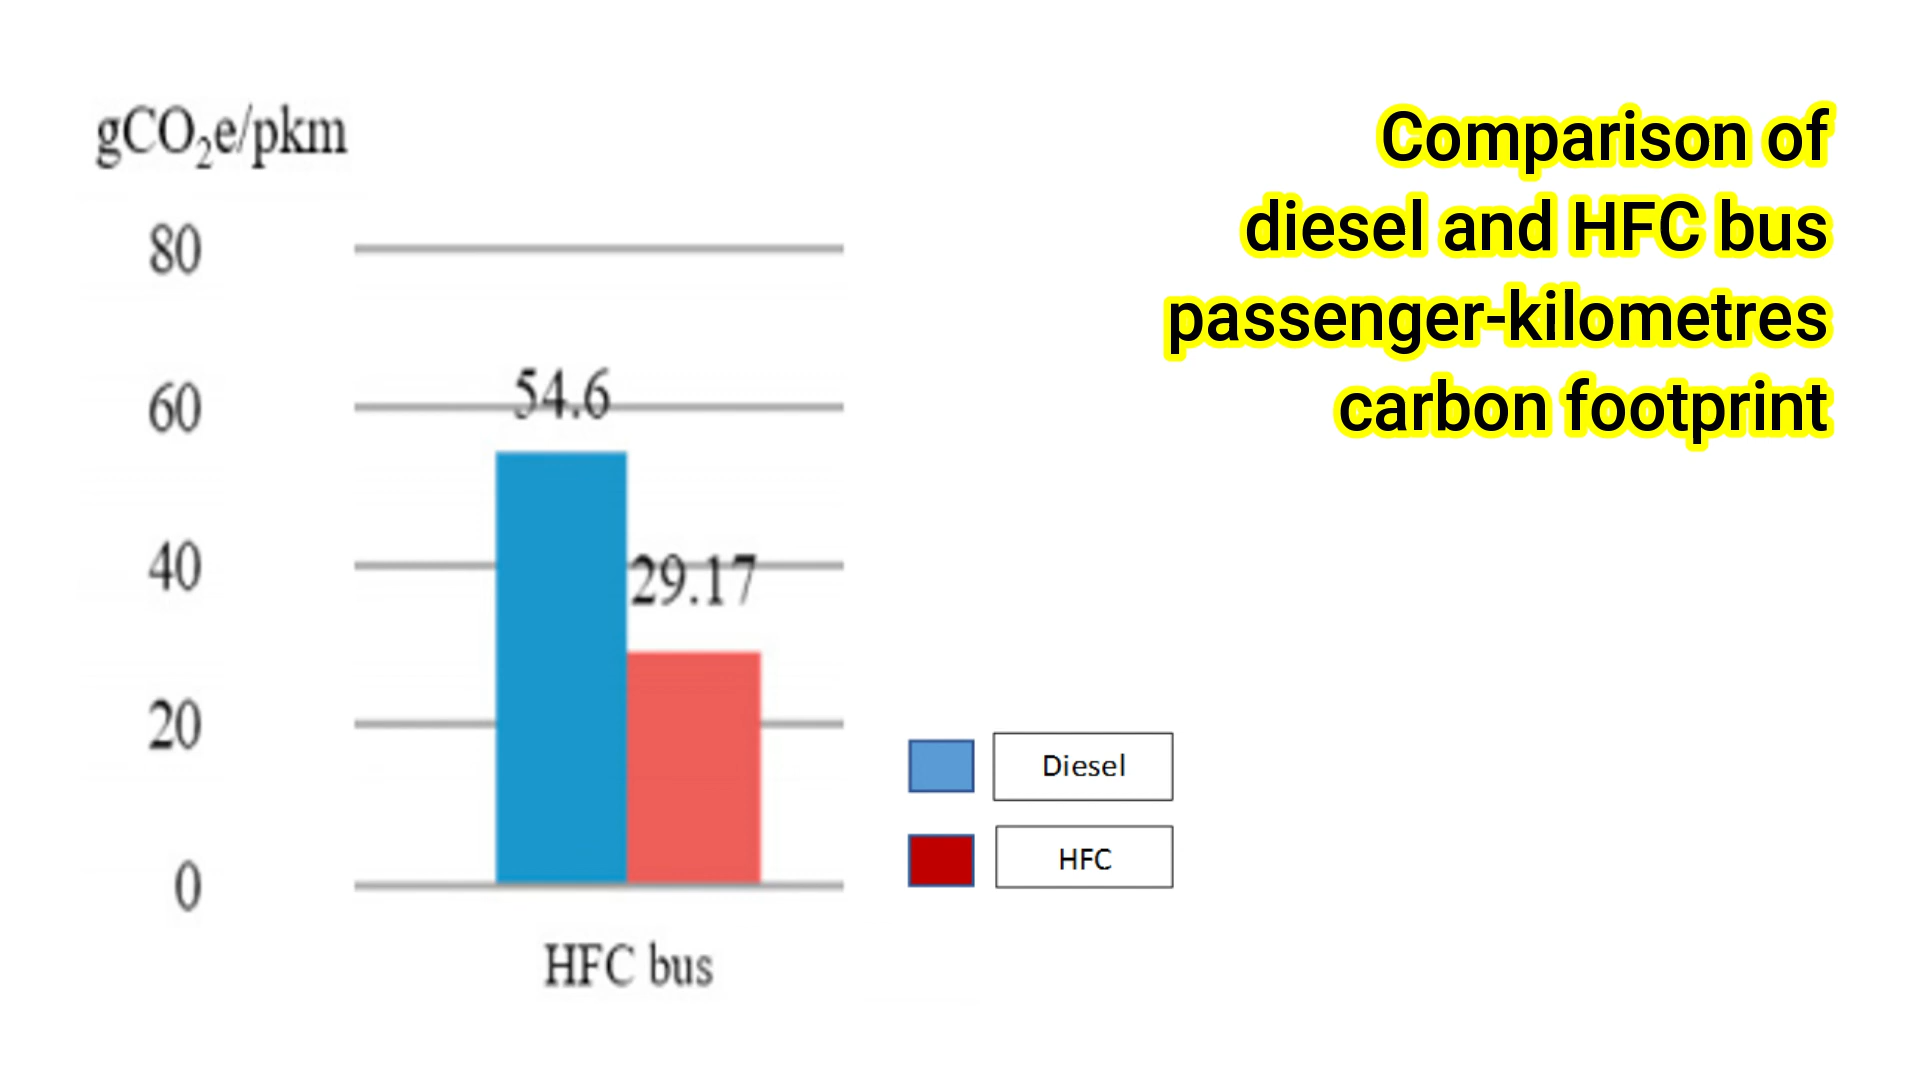 gCO₂e/pkm
80
60
40
20
0
54.6
29.17
HFC bus
Diesel
HFC
Comparison of
diesel and HFC bus
passenger-kilometres
carbon footprint